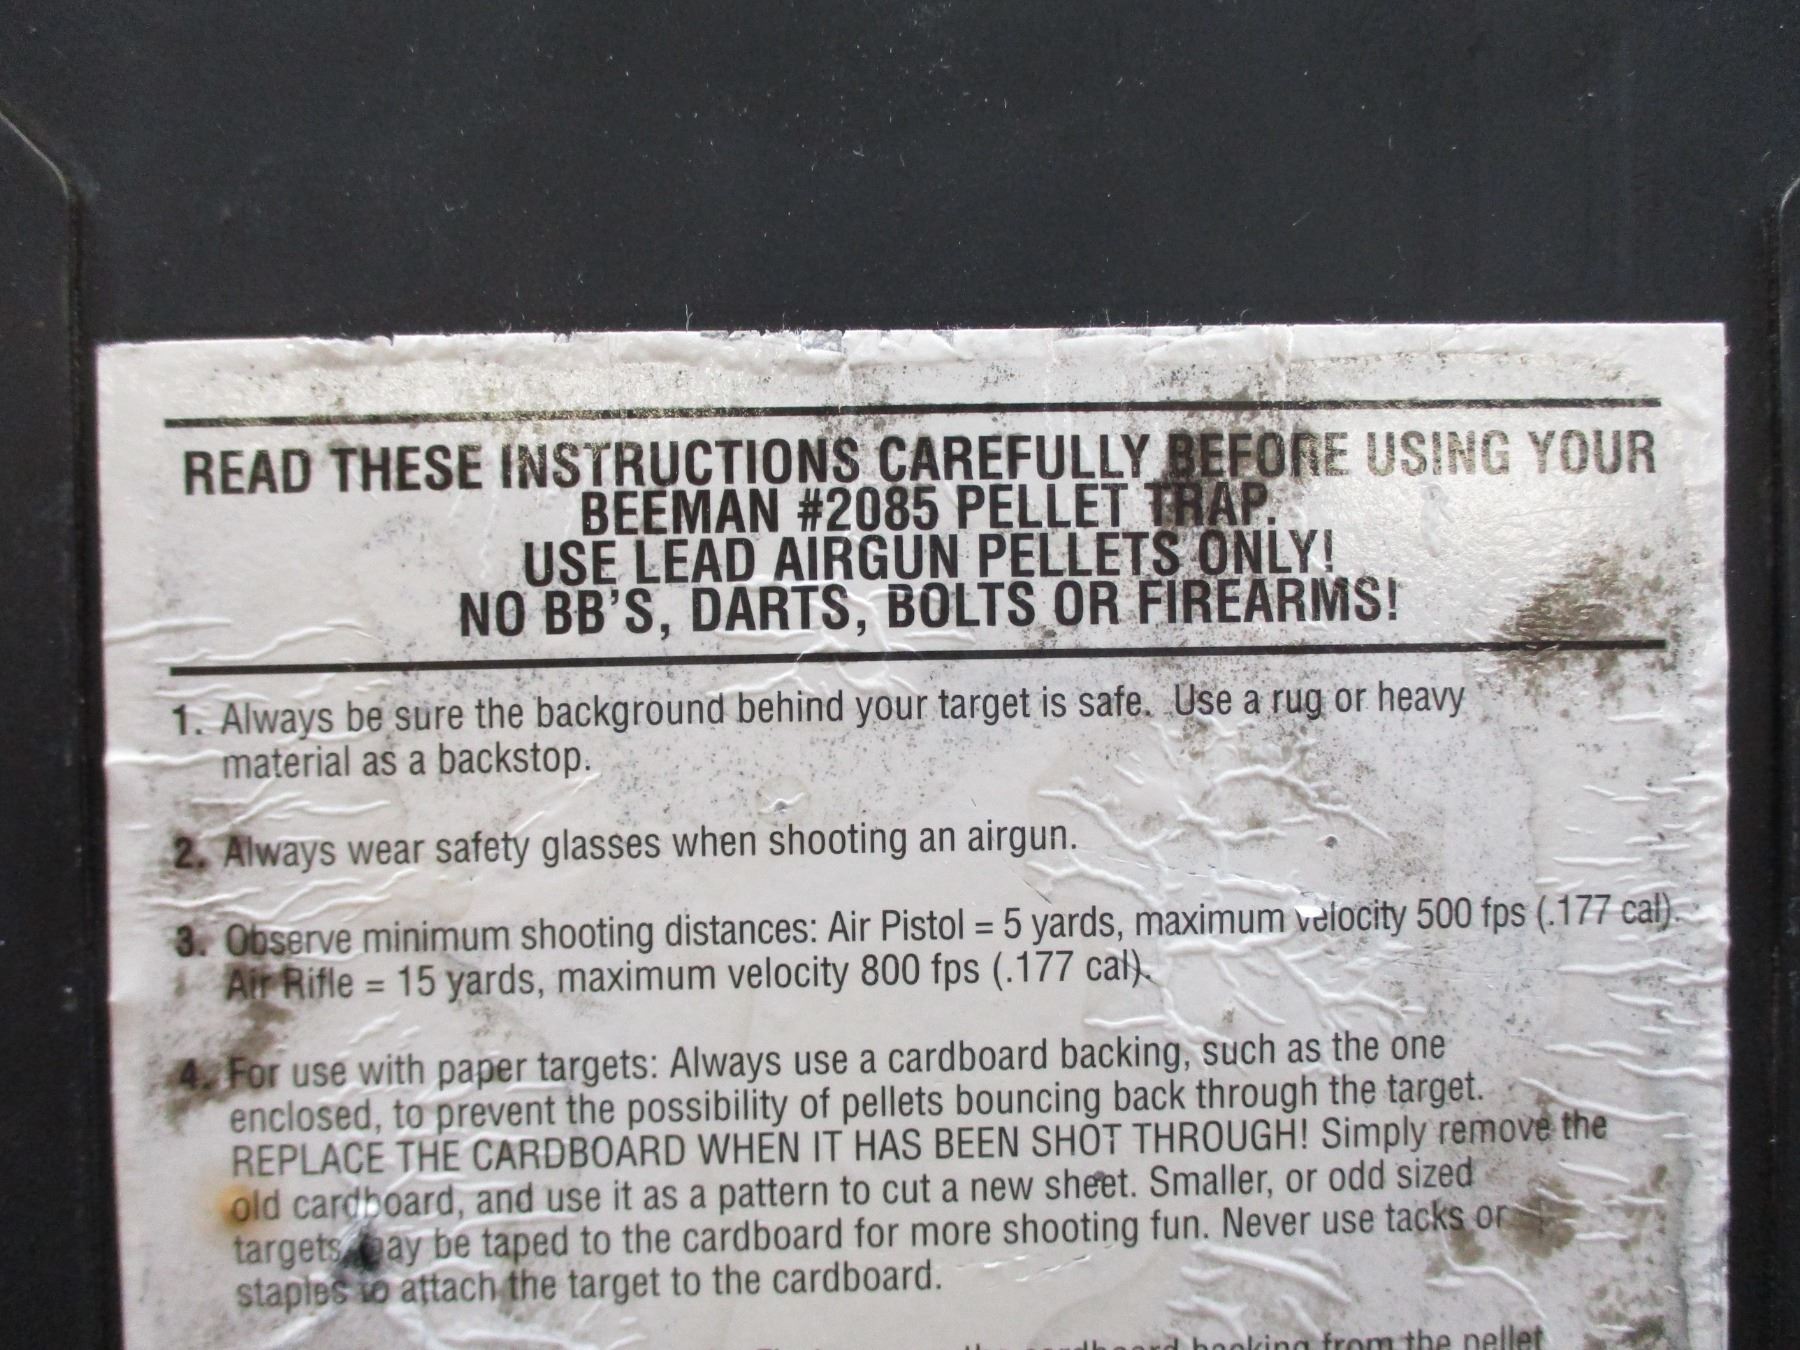 READ THESE INSTRUCTIONS CAREFULLY BEFORE USING YOUR
BEEMAN #2085 PELLET TRAP.
USE LEAD AIRGUN PELLETS ONLY!
NO BB'S, DARTS, BOLTS OR FIREARMS!
1. Always be sure the background behind your target is safe. Use a rug or heavy
material as a backstop.
2. Always wear safety glasses when shooting an airgun.
3. Observe minimum shooting distances: Air Pistol = 5 yards, maximum velocity 500 fps (.177 cal).
Air Rifle = 15 yards, maximum velocity 800 fps (.177 cal).
4. For use with paper targets: Always use a cardboard backing, such as the one
enclosed, to prevent the possibility of pellets bouncing back through the target.
REPLACE THE CARDBOARD WHEN IT HAS BEEN SHOT THROUGH! Simply remove the
old cardboard, and use it as a pattern to cut a new sheet. Smaller, or odd sized
targets may be taped to the cardboard for more shooting fun. Never use tacks or
staples to attach the target to the cardboard.
the cardboard backing from the pellet